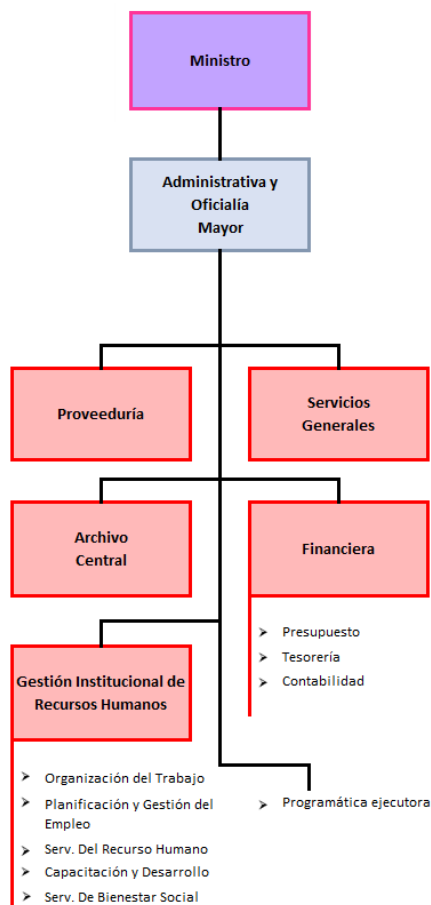 Ministro
Administrativa y
Oficialía
Mayor
Proveeduría
Servicios
Generales
Archivo
Central
Financiera
Presupuesto
Tesorería
Contabilidad
Gestión Institucional de
Recursos Humanos
Organización del Trabajo
Planificación y Gestión del
Empleo
Serv. Del Recurso Humano
Capacitación y Desarrollo
Serv. De Bienestar Social
Programática ejecutora